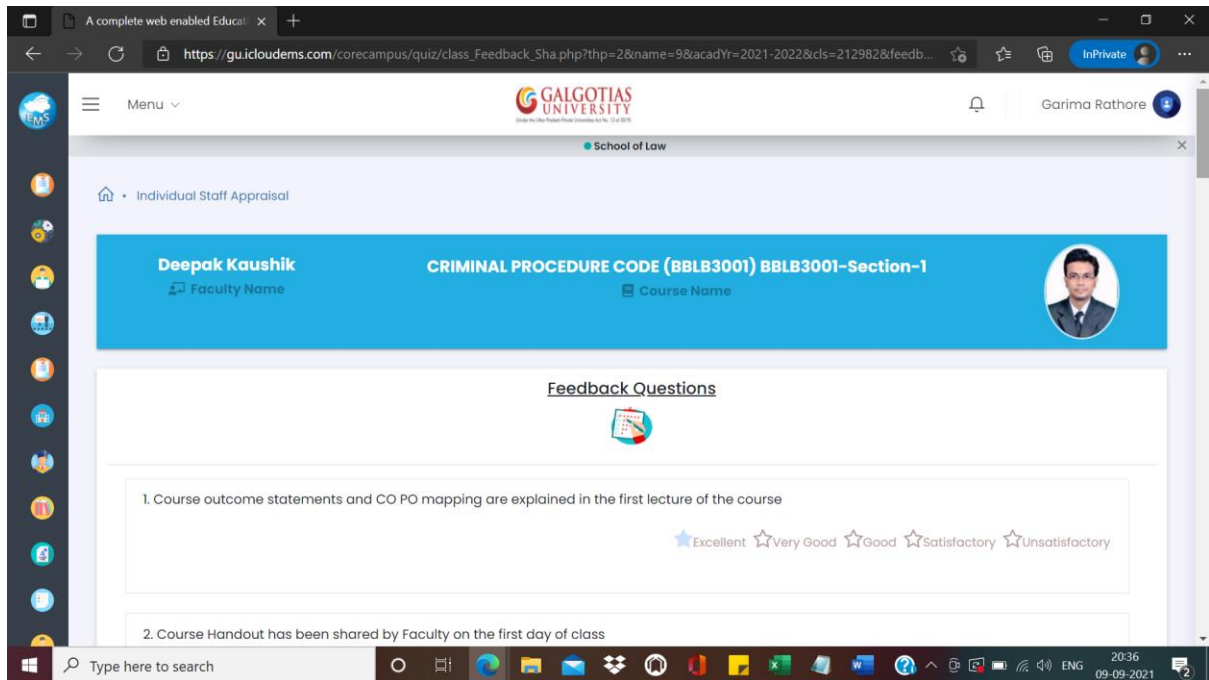 A complete web enabled Educati
https://gu.icloudems.com/corecampus/quiz/class_Feedback_Sha.php?thp=2&name=9&acadYr=2021-2022&cls=212982&feedb...
InPrivate
EMS
Menu
GALGOTIAS
UNIVERSITY
Garima Rathore
School of Law
Individual Staff Appraisal
Deepak Kaushik
Faculty Name
CRIMINAL PROCEDURE CODE (BBLB3001) BBLB3001-Section-1
Course Name
Feedback Questions
1. Course outcome statements and CO PO mapping are explained in the first lecture of the course
Excellent Very Good Good Satisfactory Unsatisfactory
2. Course Handout has been shared by Faculty on the first day of class
Type here to search
ENG
20:36
09-09-2021
2